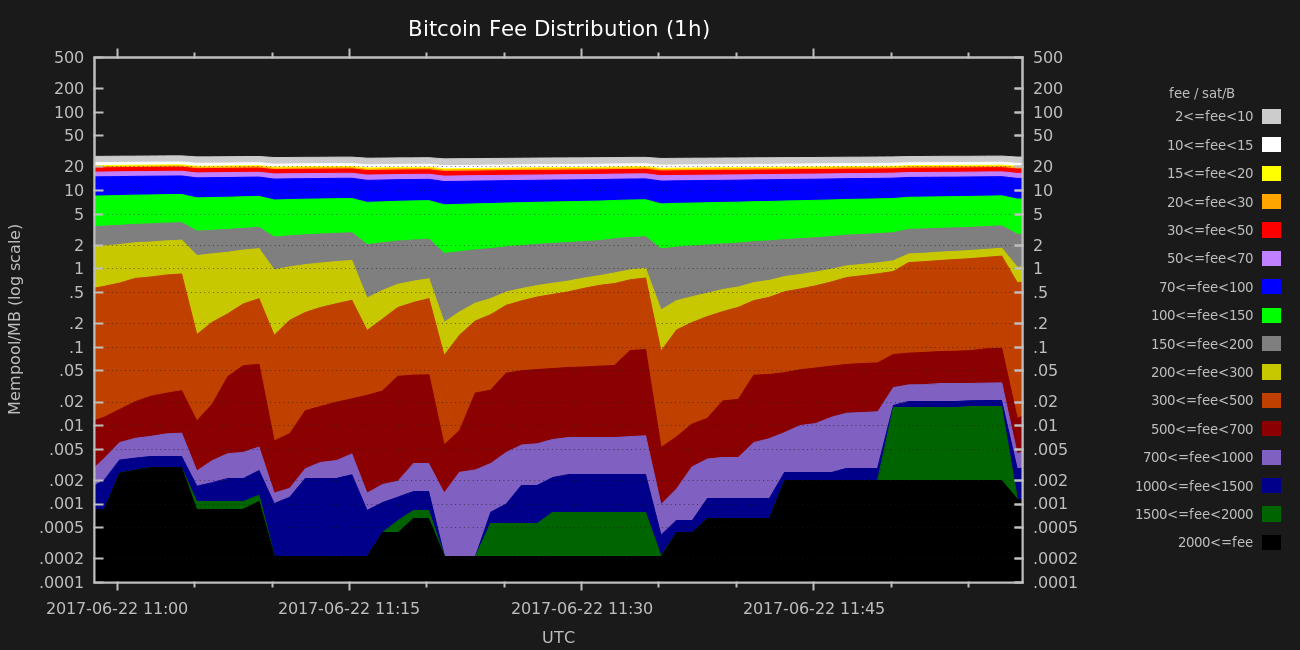 Bitcoin Fee Distribution (1h)
500 500
200 200
100 100
50 50
20 20
10 10
5 5
2 2
1 1
.5 .5
.2 .2
.1 .1
.05 .05
.02 .02
.01 .01
.005 .005
.002 .002
.001 .001
.0005 .0005
.0002 .0002
.0001 .0001
Mempool/MB (log scale)
2017-06-22 11:00 2017-06-22 11:15 2017-06-22 11:30 2017-06-22 11:45
UTC
fee / sat/B
2<=fee<10
10<=fee<15
15<=fee<20
20<=fee<30
30<=fee<50
50<=fee<70
70<=fee<100
100<=fee<150
150<=fee<200
200<=fee<300
300<=fee<500
500<=fee<700
700<=fee<1000
1000<=fee<1500
1500<=fee<2000
2000<=fee